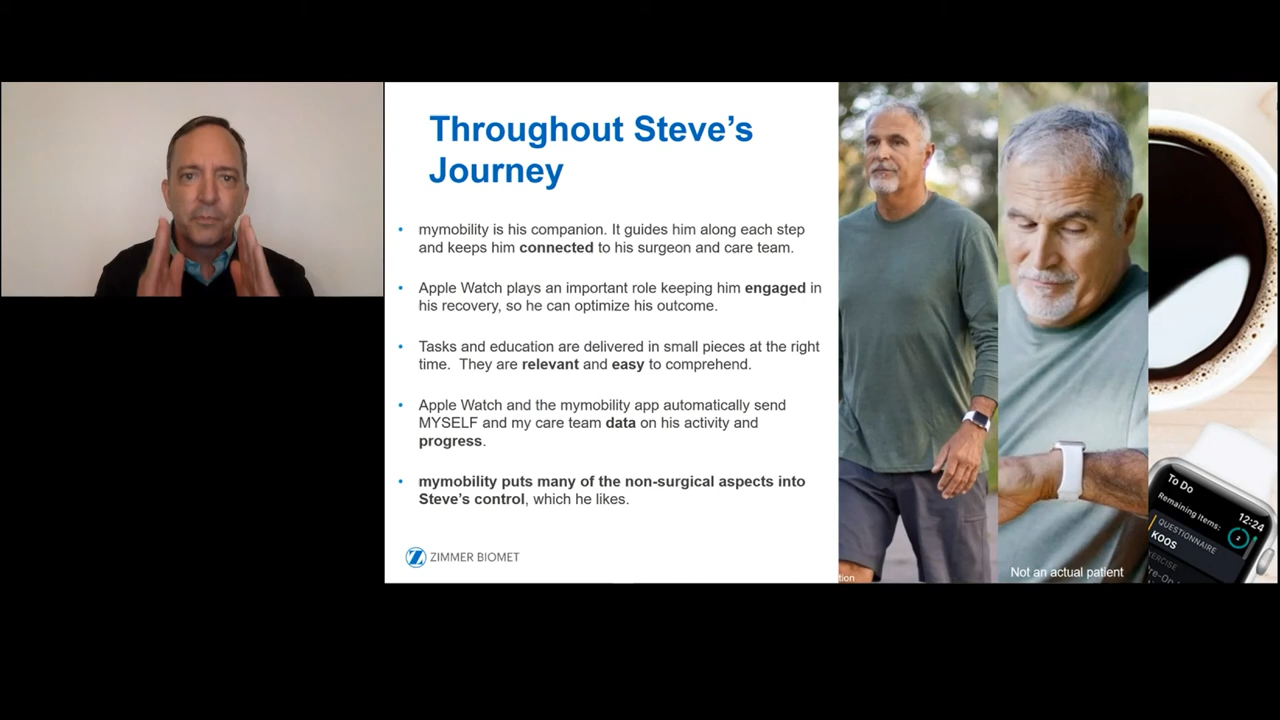 Throughout Steve’s
Journey
• mymobility is his companion. It guides him along each step
and keeps him connected to his surgeon and care team.
• Apple Watch plays an important role keeping him engaged in
his recovery, so he can optimize his outcome.
• Tasks and education are delivered in small pieces at the right
time.  They are relevant and easy to comprehend.
• Apple Watch and the mymobility app automatically send
MYSELF and my care team data on his activity and
progress.
• mymobility puts many of the non-surgical aspects into
Steve’s control, which he likes.
ZIMMER BIOMET
tion
Not an actual patient
To Do
12:24
Remaining Items:
2
QUESTIONNAIRE
KOOS